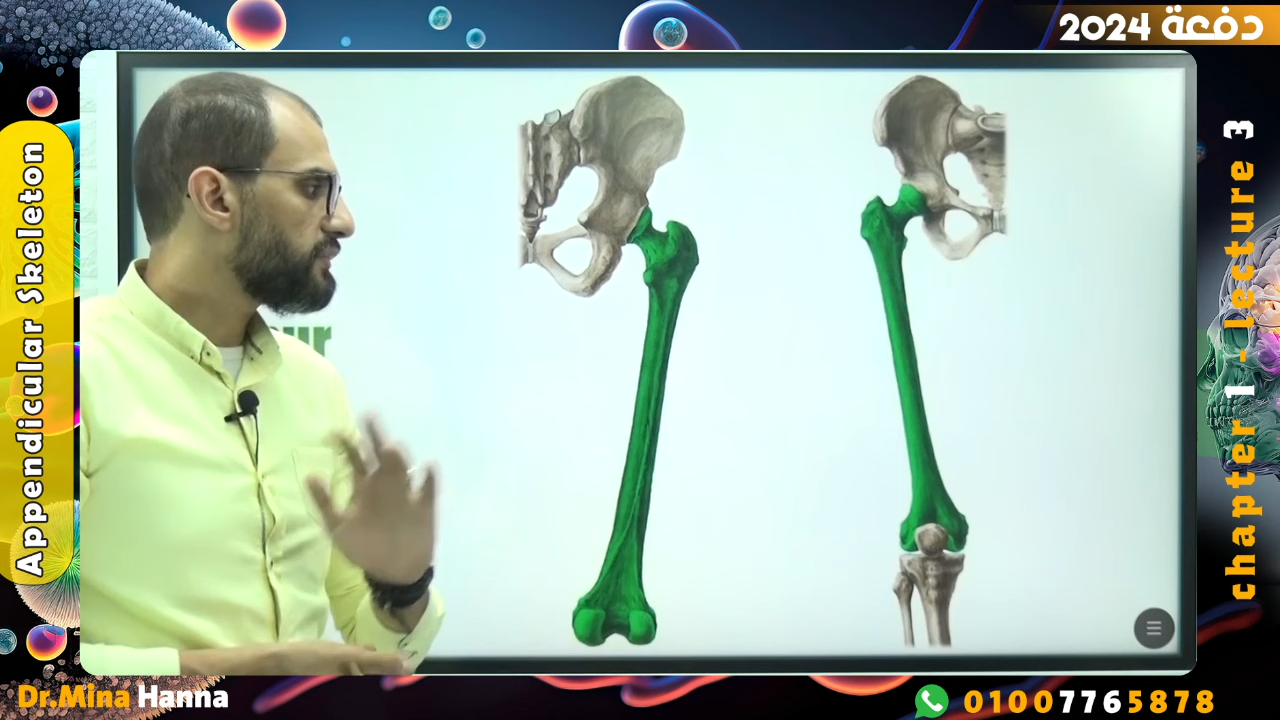 دفعة 2024
Appendicular Skeleton
chapter 1 - lecture 3
Dr.Mina Hanna
01007765878